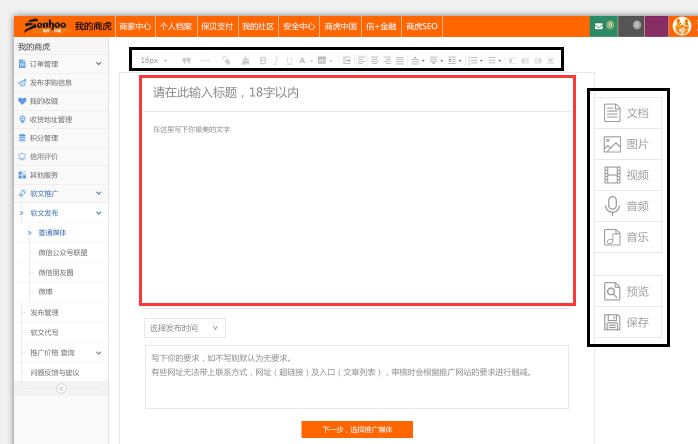 Sonhoo 我的商虎 商家中心 个人档案 保贝支付 我的社区 安全中心 商虎中国 信+金融 商虎SEO 0 0
我的商虎
订单管理
发布求购信息
我的收藏
收货地址管理
积分管理
信用评价
其他服务
软文推广
软文发布
普通媒体
微信公众号联盟
微信朋友圈
微博
发布管理
软文代写
推广价格 查询
问题反馈与建议
16px B I U A
请在此输入标题，18字以内
在这里写下你最美的文字
选择发布时间
写下你的要求，如不写则默认为无要求。
有些网址无法带上联系方式，网址（超链接）及入口（文章列表），审核时会根据推广网站的要求进行删减。
下一步，选择推广媒体
文档
图片
视频
音频
音乐
预览
保存